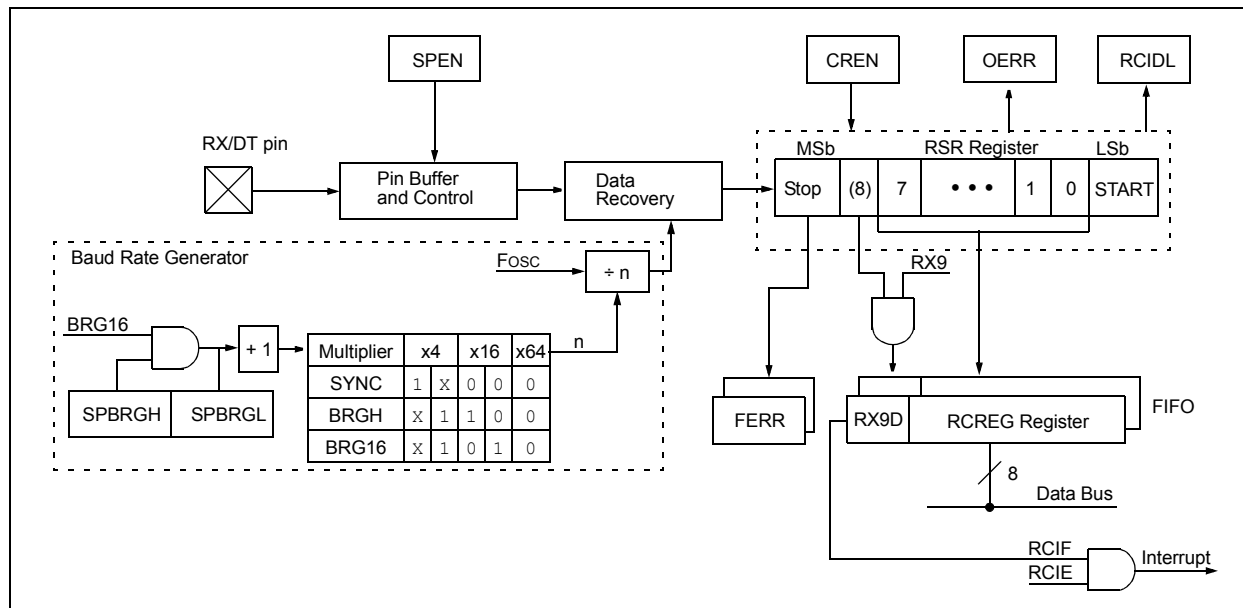 SPEN
CREN
OERR
RCIDL
RX/DT pin
Pin Buffer
and Control
Data
Recovery
MSb
RSR Register
LSb
Stop (8) 7 • • • 1 0 START
Baud Rate Generator
FOSC
÷ n
RX9
BRG16
+ 1
n
Multiplier x4 x16 x64
SYNC 1 X 0 0 0
BRGH X 1 1 0 0
BRG16 X 1 0 1 0
SPBRGH SPBRGL
FERR
RX9D RCREG Register
FIFO
8
Data Bus
RCIF
RCIE
Interrupt